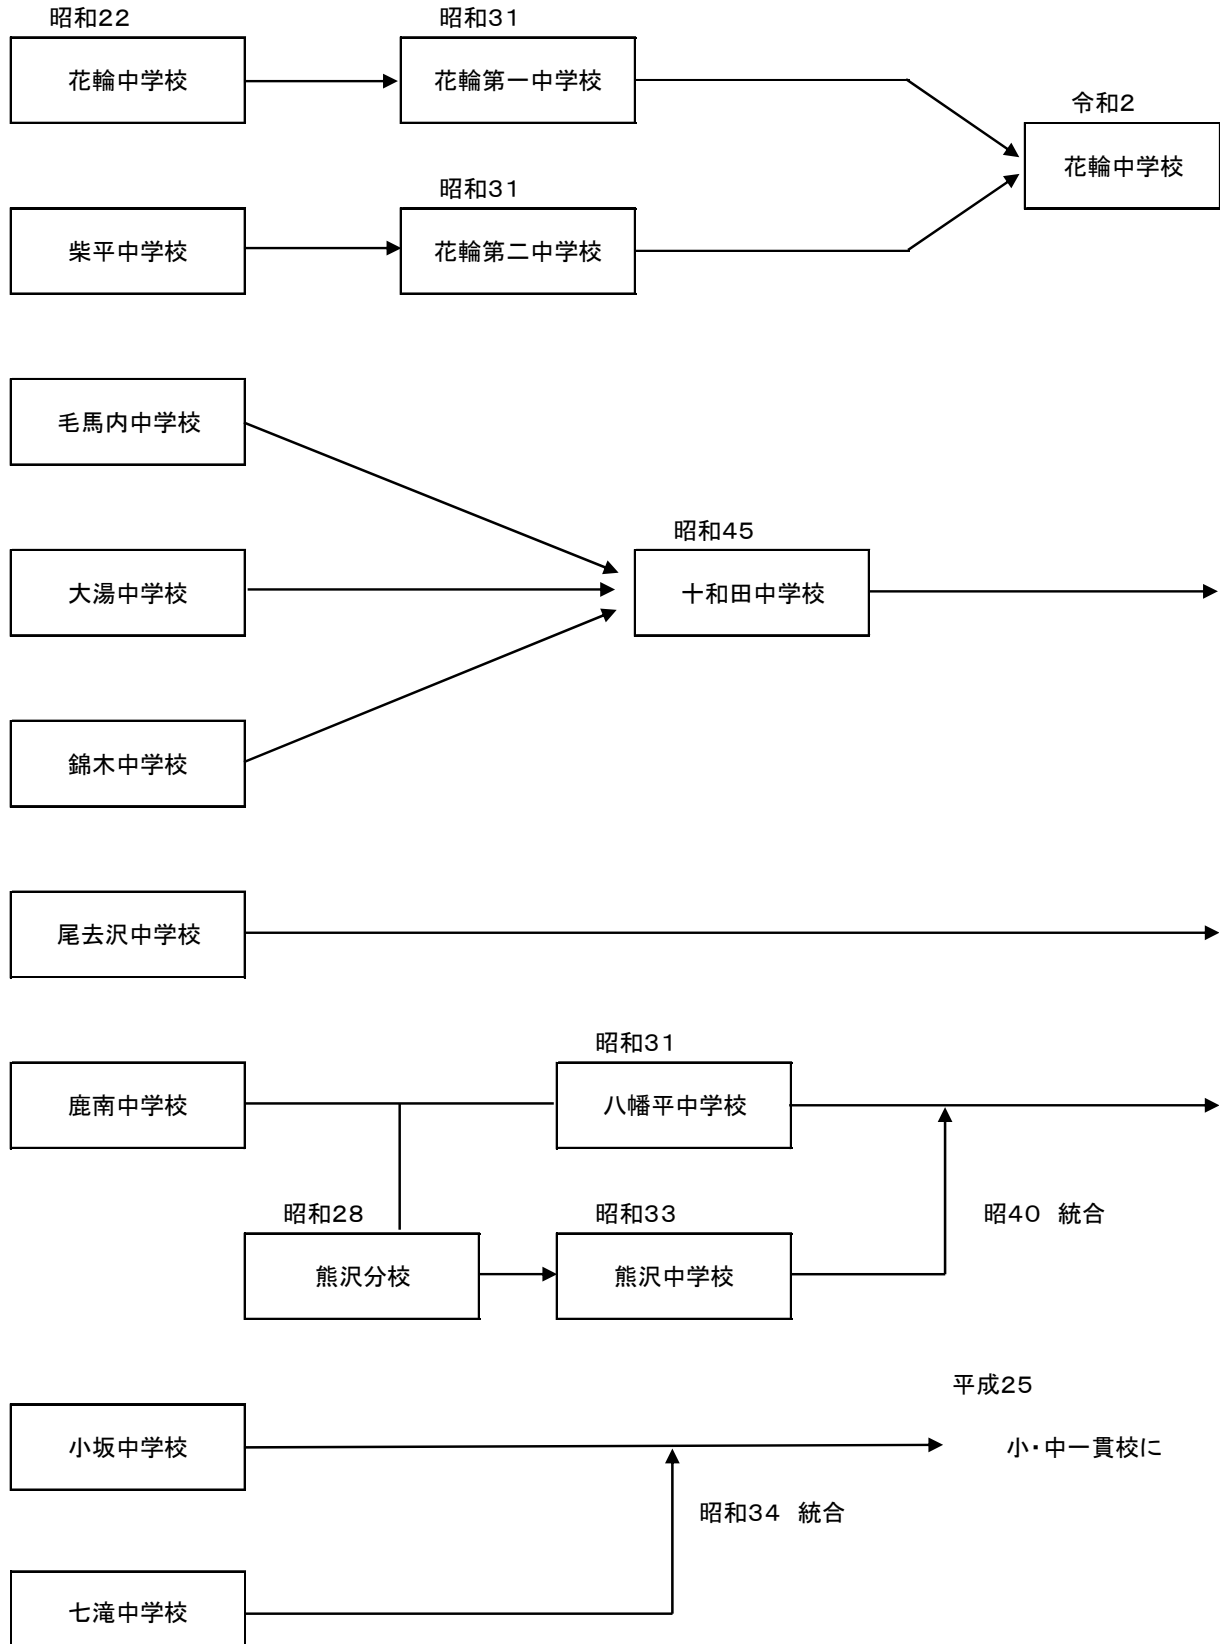 昭和22
昭和31
花輪中学校
花輪第一中学校
令和2
花輪中学校
昭和31
柴平中学校
花輪第二中学校
毛馬内中学校
昭和45
大湯中学校
十和田中学校
錦木中学校
尾去沢中学校
昭和31
鹿南中学校
八幡平中学校
昭和28
昭和33
昭40 統合
熊沢分校
熊沢中学校
平成25
小坂中学校
小・中一貫校に
昭和34 統合
七滝中学校